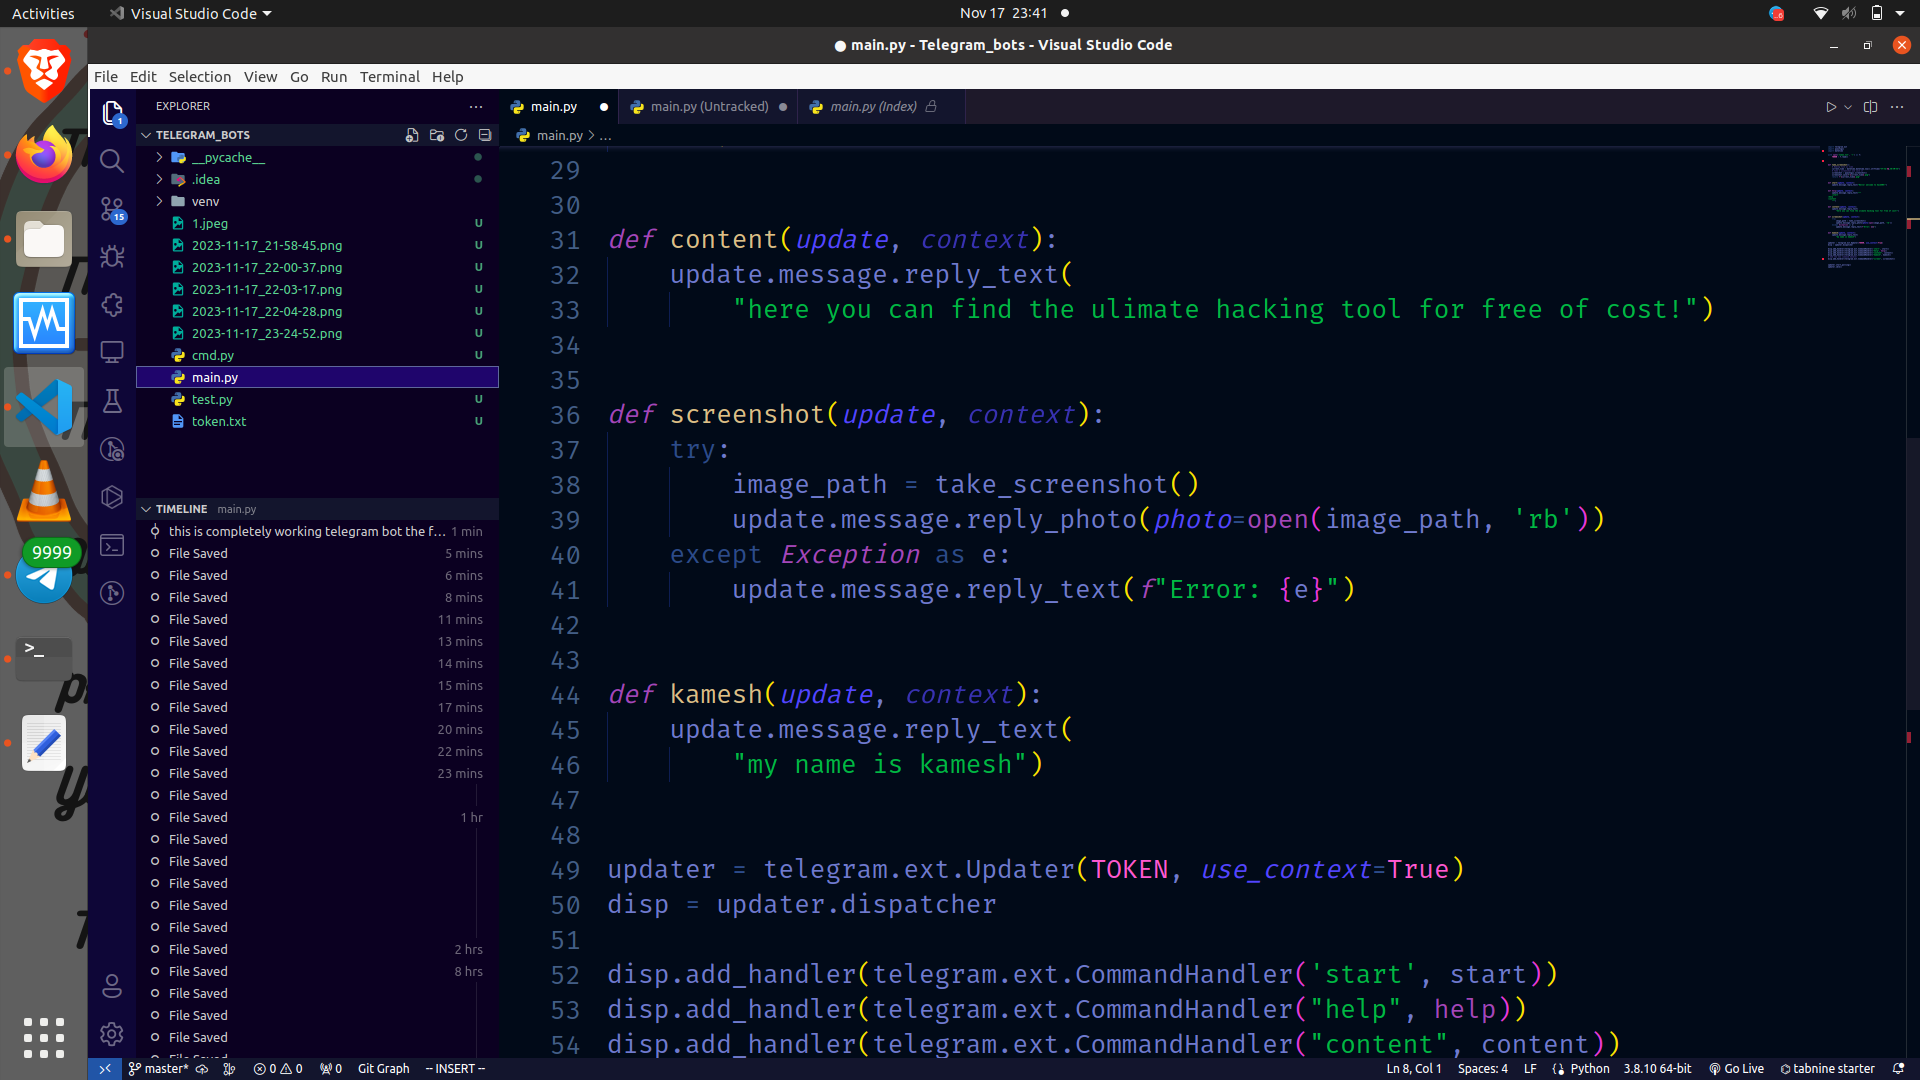 Activities
Visual Studio Code
Nov 17 23:41
main.py - Telegram_bots - Visual Studio Code
File Edit Selection View Go Run Terminal Help
EXPLORER
main.py
main.py (Untracked)
main.py (Index)
TELEGRAM_BOTS
main.py > ...
__pycache__
.idea
venv
1.jpeg U
2023-11-17_21-58-45.png U
2023-11-17_22-00-37.png U
2023-11-17_22-03-17.png U
2023-11-17_22-04-28.png U
2023-11-17_23-24-52.png U
cmd.py U
main.py
test.py U
token.txt U
1
15
9999
TIMELINE main.py
this is completely working telegram bot the f... 1 min
File Saved 5 mins
File Saved 6 mins
File Saved 8 mins
File Saved 11 mins
File Saved 13 mins
File Saved 14 mins
File Saved 15 mins
File Saved 17 mins
File Saved 20 mins
File Saved 22 mins
File Saved 23 mins
File Saved
File Saved 1 hr
File Saved
File Saved
File Saved
File Saved
File Saved
File Saved 2 hrs
File Saved 8 hrs
File Saved
File Saved
File Saved
29
30
31 def content(update, context):
32 update.message.reply_text(
33 "here you can find the ulimate hacking tool for free of cost!")
34
35
36 def screenshot(update, context):
37 try:
38 image_path = take_screenshot()
39 update.message.reply_photo(photo=open(image_path, 'rb'))
40 except Exception as e:
41 update.message.reply_text(f"Error: {e}")
42
43
44 def kamesh(update, context):
45 update.message.reply_text(
46 "my name is kamesh")
47
48
49 updater = telegram.ext.Updater(TOKEN, use_context=True)
50 disp = updater.dispatcher
51
52 disp.add_handler(telegram.ext.CommandHandler('start', start))
53 disp.add_handler(telegram.ext.CommandHandler("help", help))
54 disp.add_handler(telegram.ext.CommandHandler("content", content))
master* 0 0 0 Git Graph -- INSERT -- Ln 8, Col 1 Spaces: 4 LF Python 3.8.10 64-bit Go Live tabnine starter